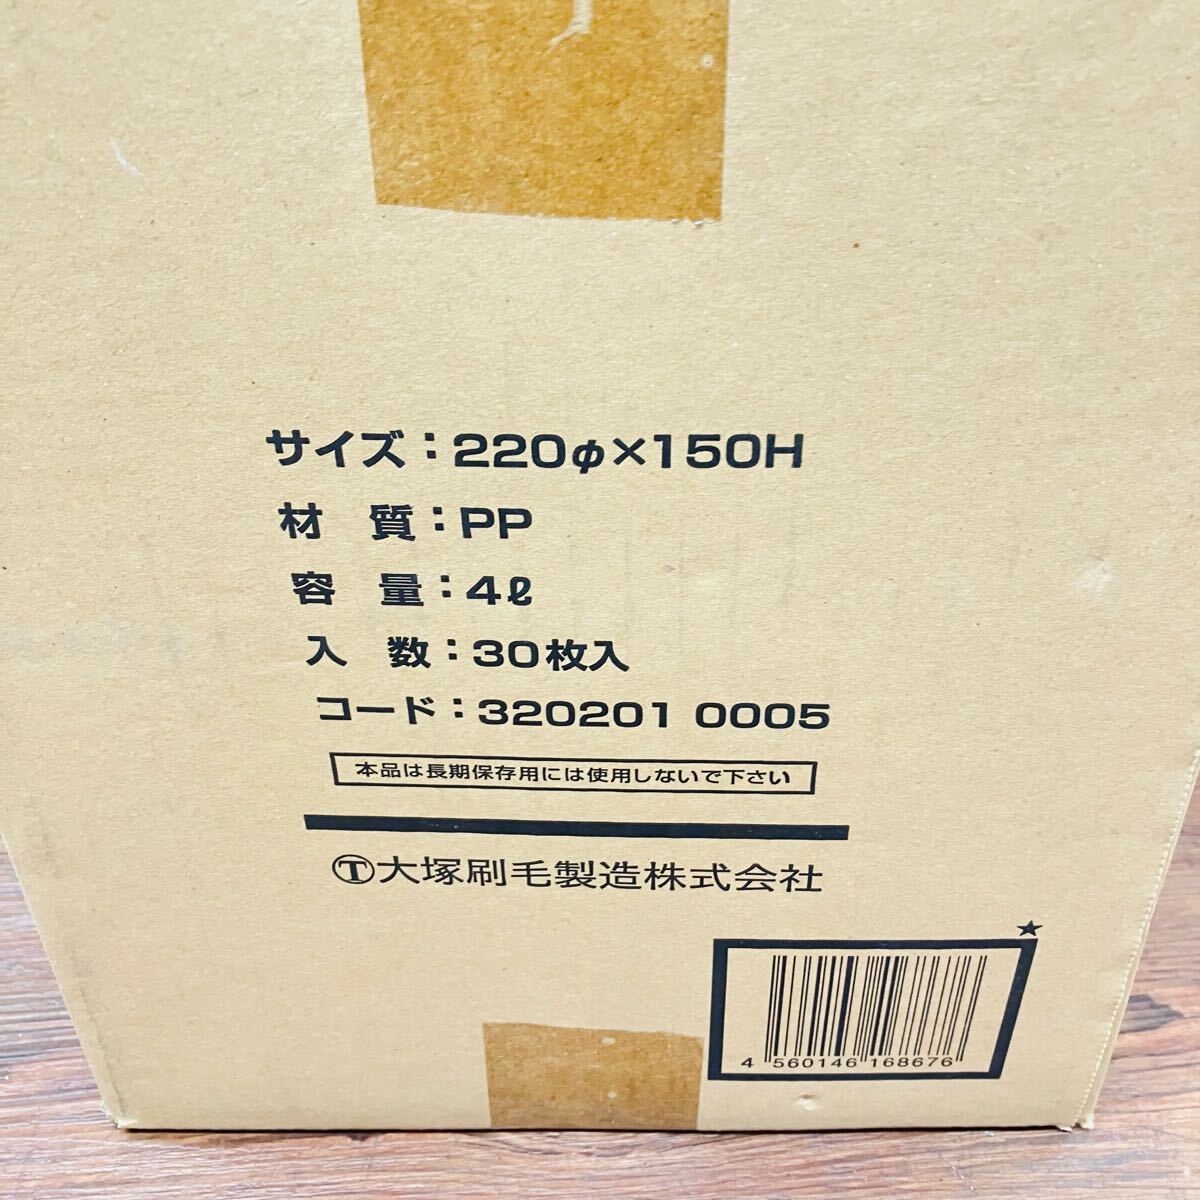 サイズ：220φ×150H
材　質：PP
容　量：4ℓ
入　数：30枚入
コード：320201 0005
本品は長期保存用には使用しないで下さい
Ⓣ大塚刷毛製造株式会社
★
4 560146 168676